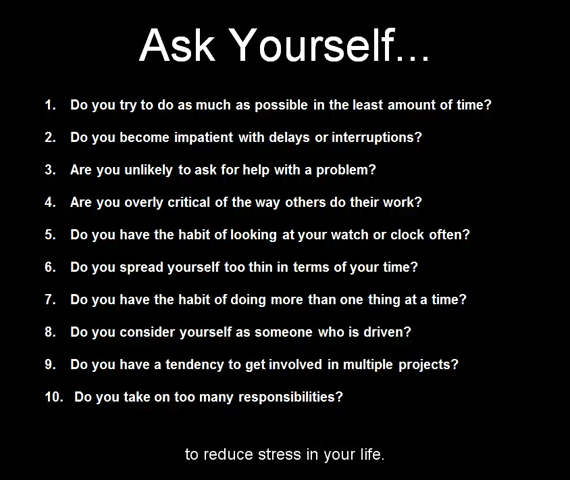 Ask Yourself...
1. Do you try to do as much as possible in the least amount of time?
2. Do you become impatient with delays or interruptions?
3. Are you unlikely to ask for help with a problem?
4. Are you overly critical of the way others do their work?
5. Do you have the habit of looking at your watch or clock often?
6. Do you spread yourself too thin in terms of your time?
7. Do you have the habit of doing more than one thing at a time?
8. Do you consider yourself as someone who is driven?
9. Do you have a tendency to get involved in multiple projects?
10. Do you take on too many responsibilities?
to reduce stress in your life.